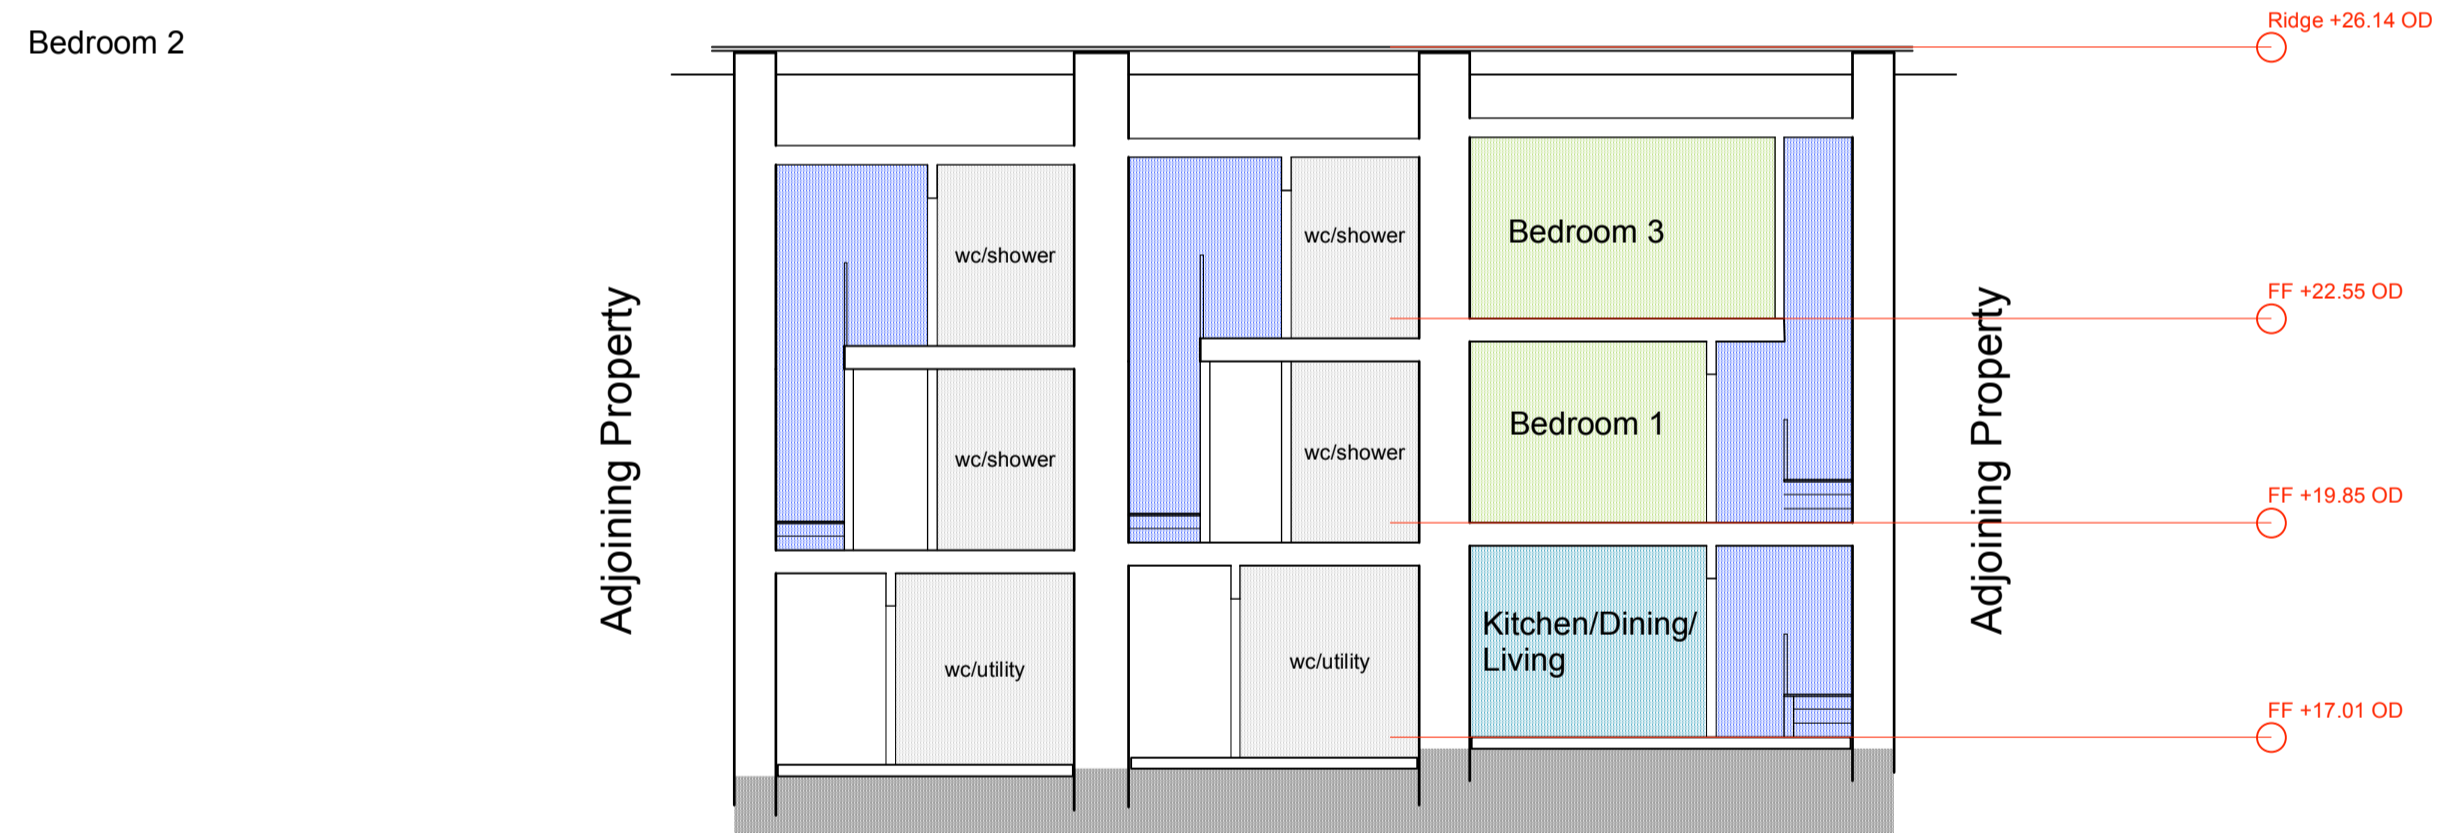 Bedroom 2
Ridge +26.14 OD
wc/shower
wc/shower
Bedroom 3
FF +22.55 OD
Adjoining Property
Adjoining Property
wc/shower
wc/shower
Bedroom 1
FF +19.85 OD
wc/utility
wc/utility
Kitchen/Dining/
Living
FF +17.01 OD